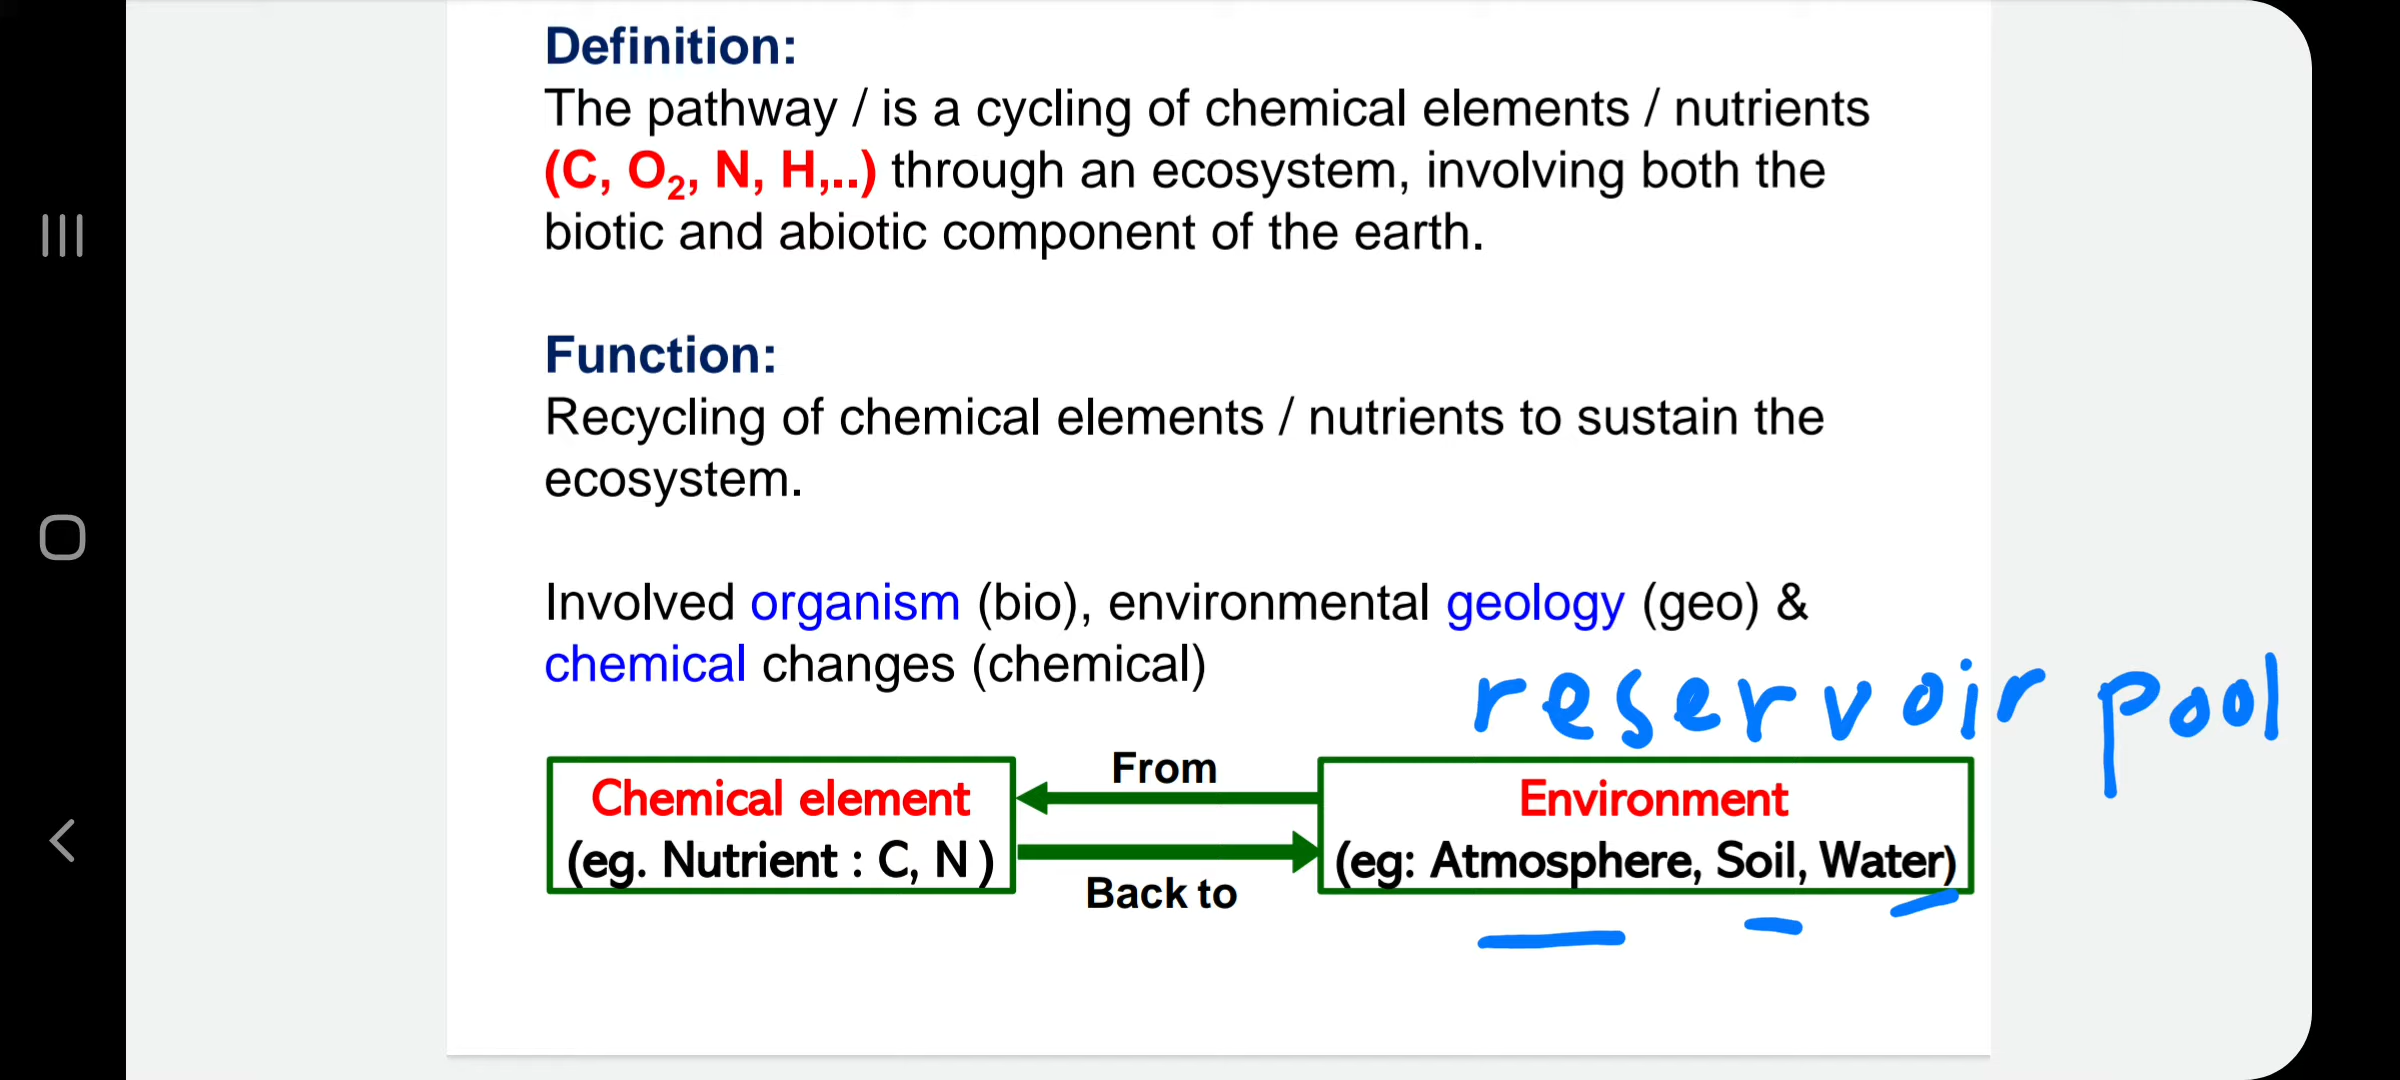 Definition:
The pathway / is a cycling of chemical elements / nutrients
(C, O₂, N, H,..) through an ecosystem, involving both the
biotic and abiotic component of the earth.
Function:
Recycling of chemical elements / nutrients to sustain the
ecosystem.
Involved organism (bio), environmental geology (geo) &
chemical changes (chemical)
reservoir pool
Chemical element
(eg. Nutrient : C, N )
From
Back to
Environment
(eg: Atmosphere, Soil, Water)